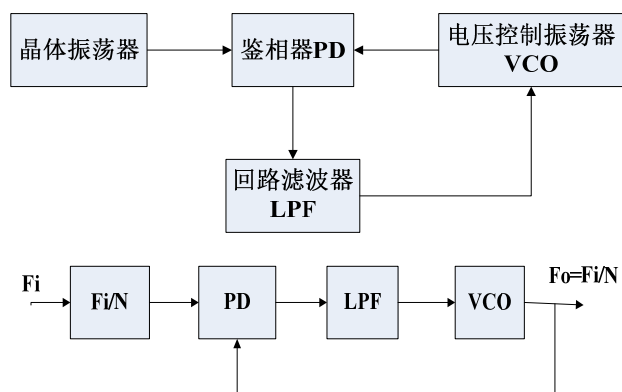 晶体振荡器
鉴相器PD
电压控制振荡器
VCO
回路滤波器
LPF
Fi
Fi/N
PD
LPF
VCO
Fo=Fi/N